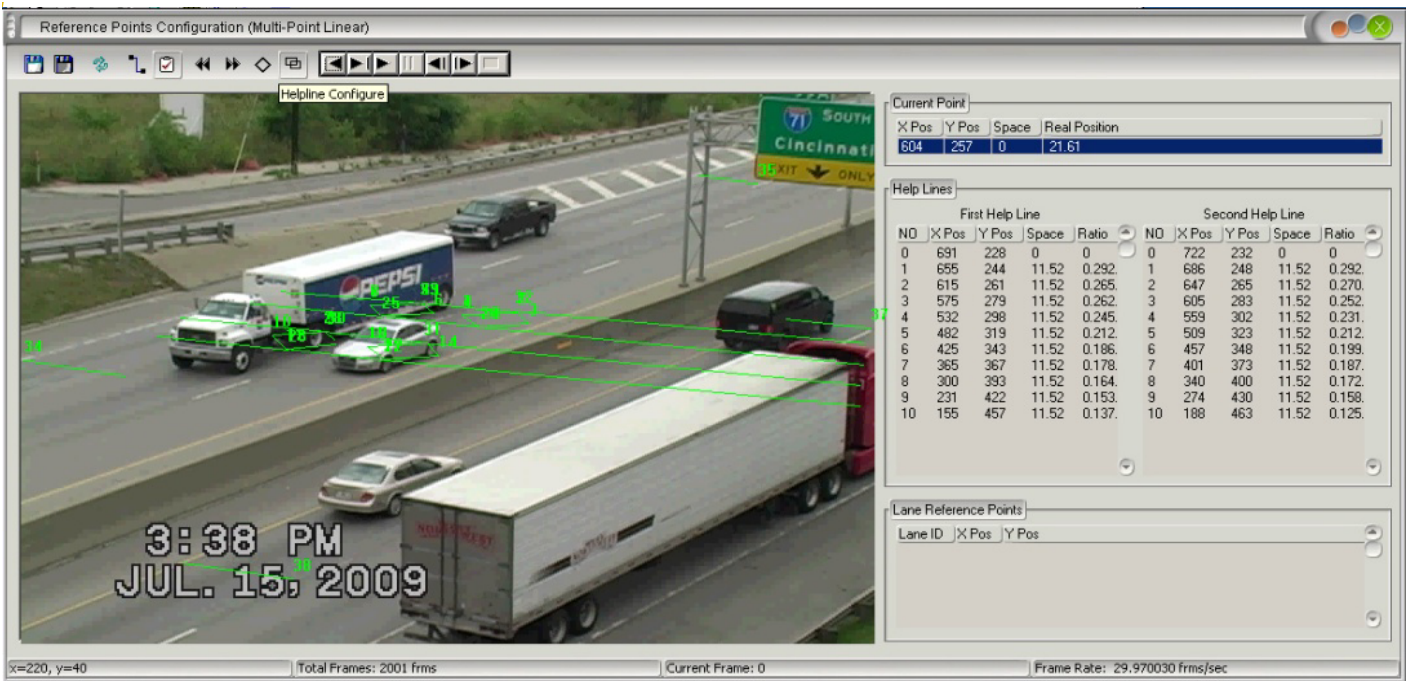 Reference Points Configuration (Multi-Point Linear)
Helpline Configure
71 SOUTH
Cincinnati
EXIT ONLY
PEPSI
PEPSI
35
37
34
25
14
38
3:38 PM
JUL. 15, 2009
Current Point
X Pos Y Pos Space Real Position
604 257 0 21.61
Help Lines
First Help Line
NO X Pos Y Pos Space Ratio
0 691 228 0 0
1 655 244 11.52 0.292.
2 615 261 11.52 0.265.
3 575 279 11.52 0.262.
4 532 298 11.52 0.245.
5 482 319 11.52 0.212.
6 425 343 11.52 0.186.
7 365 367 11.52 0.178.
8 300 393 11.52 0.164.
9 231 422 11.52 0.153.
10 155 457 11.52 0.137.
Second Help Line
NO X Pos Y Pos Space Ratio
0 722 232 0 0
1 686 248 11.52 0.292.
2 647 265 11.52 0.270.
3 605 283 11.52 0.252.
4 559 302 11.52 0.231.
5 509 323 11.52 0.212.
6 457 348 11.52 0.199.
7 401 373 11.52 0.187.
8 340 400 11.52 0.172.
9 274 430 11.52 0.158.
10 188 463 11.52 0.125.
Lane Reference Points
Lane ID X Pos Y Pos
x=220, y=40
Total Frames: 2001 frms
Current Frame: 0
Frame Rate: 29.970030 frms/sec